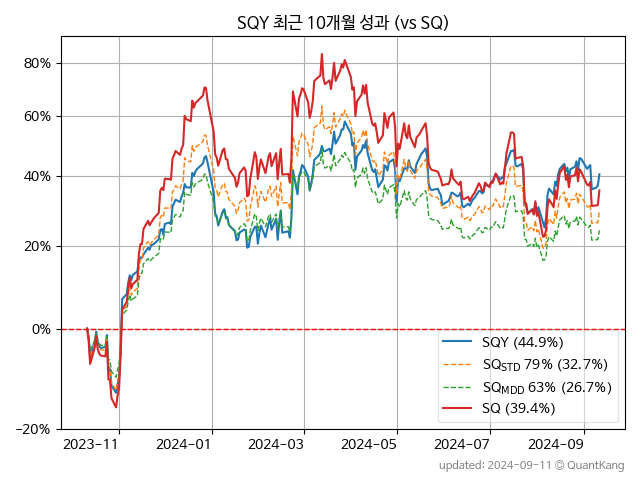 SQY 최근 10개월 성과 (vs SQ)
80%
60%
40%
20%
0%
−20%
2023−11
2024−01
2024−03
2024−05
2024−07
2024−09
SQY (44.9%)
SQSTD 79% (32.7%)
SQMDD 63% (26.7%)
SQ (39.4%)
updated: 2024-09-11 @ QuantKang